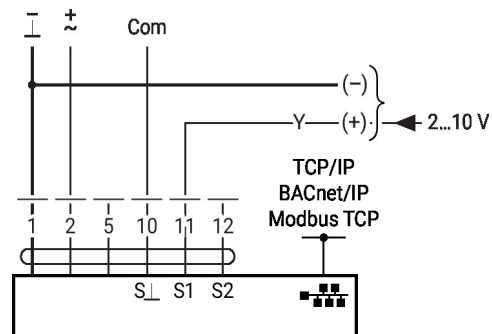 − + Com
⊥ ~
(−)
Y (+) 2...10 V
TCP/IP
BACnet/IP
Modbus TCP
1 2 5 10 11 12
S⊥ S1 S2